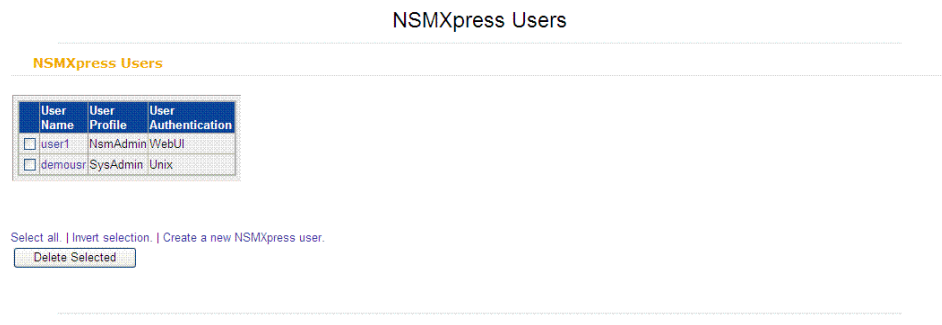 NSMXpress Users
NSMXpress Users
User Name User Profile User Authentication
user1 NsmAdmin WebUI
demousr SysAdmin Unix
Select all. | Invert selection. | Create a new NSMXpress user.
Delete Selected